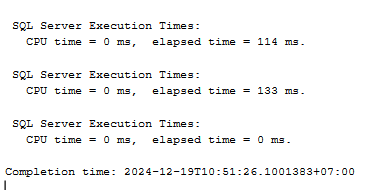 SQL Server Execution Times:
CPU time = 0 ms, elapsed time = 114 ms.
SQL Server Execution Times:
CPU time = 0 ms, elapsed time = 133 ms.
SQL Server Execution Times:
CPU time = 0 ms, elapsed time = 0 ms.
Completion time: 2024-12-19T10:51:26.1001383+07:00